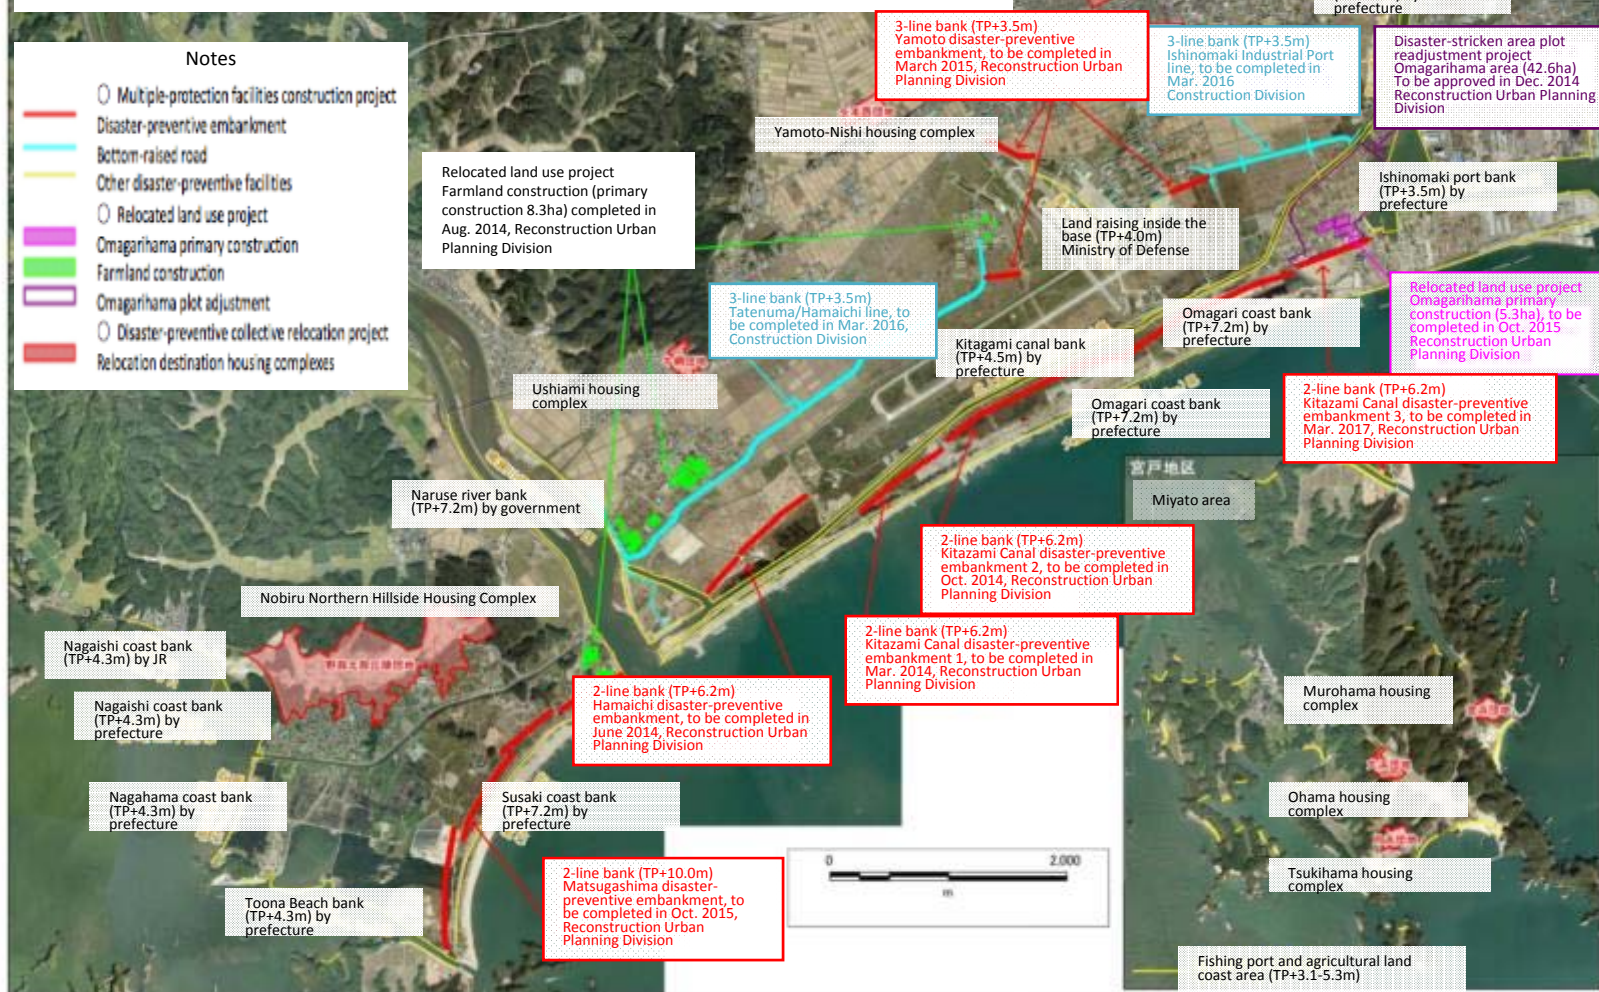 prefecture
Notes
Multiple-protection facilities construction project
Disaster-preventive embankment
Bottom-raised road
Other disaster-preventive facilities
Relocated land use project
Omagarihama primary construction
Farmland construction
Omagarihama plot adjustment
Disaster-preventive collective relocation project
Relocation destination housing complexes
3-line bank (TP+3.5m)
Yamoto disaster-preventive
embankment, to be completed in
March 2015, Reconstruction Urban
Planning Division
3-line bank (TP+3.5m)
Ishinomaki Industrial Port
line, to be completed in
Mar. 2016
Construction Division
Disaster-stricken area plot
readjustment project
Omagarihama area (42.6ha)
To be approved in Dec. 2014
Reconstruction Urban Planning
Division
Yamoto-Nishi housing complex
Relocated land use project
Farmland construction (primary
construction 8.3ha) completed in
Aug. 2014, Reconstruction Urban
Planning Division
Ishinomaki port bank
(TP+3.5m) by
prefecture
Land raising inside the
base (TP+4.0m)
Ministry of Defense
3-line bank (TP+3.5m)
Tatenuma/Hamaichi line, to
be completed in Mar. 2016,
Construction Division
Relocated land use project
Omagarihama primary
construction (5.3ha), to be
completed in Oct. 2015
Reconstruction Urban
Planning Division
Omagari coast bank
(TP+7.2m) by
prefecture
Kitagami canal bank
(TP+4.5m) by
prefecture
Ushiami housing
complex
Omagari coast bank
(TP+7.2m) by
prefecture
2-line bank (TP+6.2m)
Kitazami Canal disaster-preventive
embankment 3, to be completed in
Mar. 2017, Reconstruction Urban
Planning Division
宮戸地区
Miyato area
Naruse river bank
(TP+7.2m) by government
2-line bank (TP+6.2m)
Kitazami Canal disaster-preventive
embankment 2, to be completed in
Oct. 2014, Reconstruction Urban
Planning Division
Nobiru Northern Hillside Housing Complex
2-line bank (TP+6.2m)
Kitazami Canal disaster-preventive
embankment 1, to be completed in
Mar. 2014, Reconstruction Urban
Planning Division
Nagaishi coast bank
(TP+4.3m) by JR
野蒜北部丘陵団地
2-line bank (TP+6.2m)
Hamaichi disaster-preventive
embankment, to be completed in
June 2014, Reconstruction Urban
Planning Division
Nagaishi coast bank
(TP+4.3m) by
prefecture
Murohama housing
complex
Nagahama coast bank
(TP+4.3m) by
prefecture
Susaki coast bank
(TP+7.2m) by
prefecture
Ohama housing
complex
0 2,000
m
2-line bank (TP+10.0m)
Matsugashima disaster-
preventive embankment, to
be completed in Oct. 2015,
Reconstruction Urban
Planning Division
Tsukihama housing
complex
Toona Beach bank
(TP+4.3m) by
prefecture
Fishing port and agricultural land
coast area (TP+3.1-5.3m)